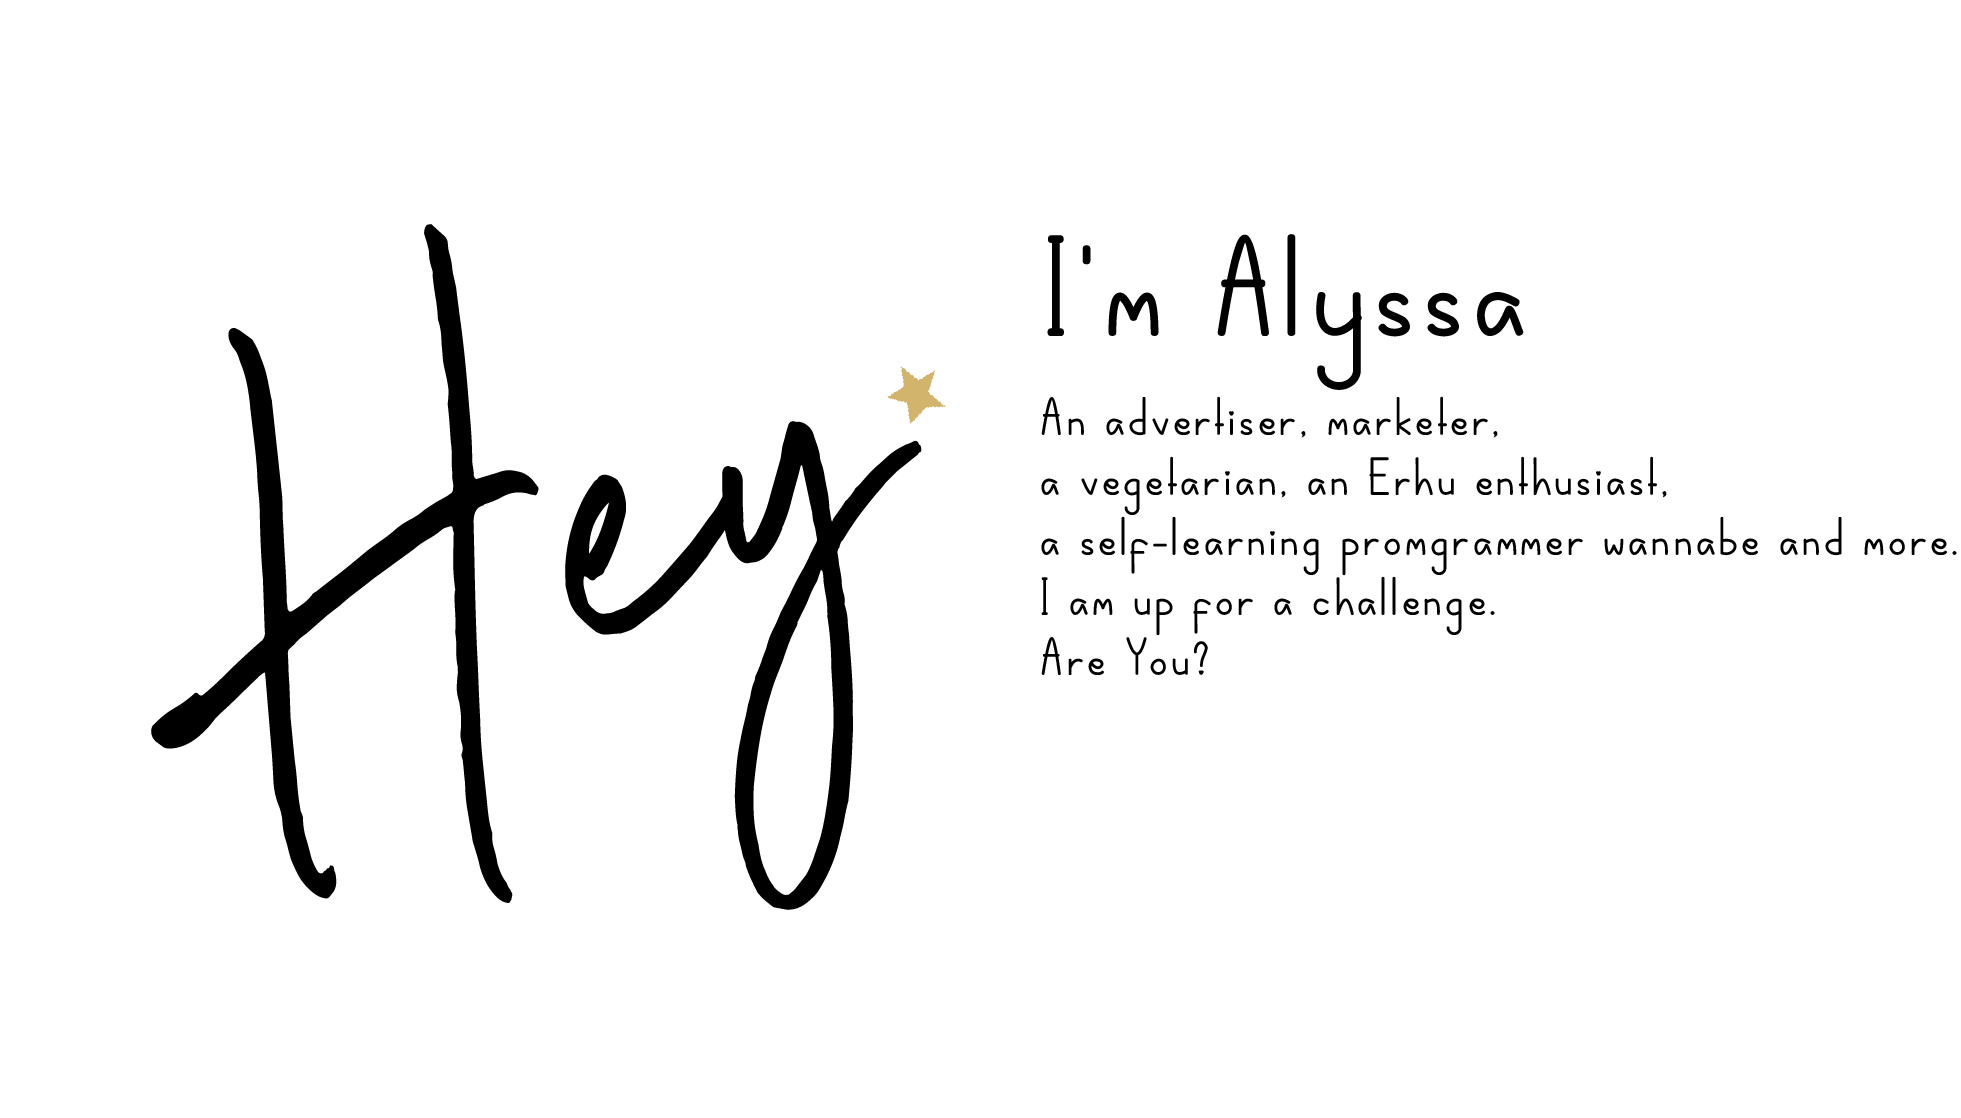 Hey
I'm Alyssa
An advertiser, marketer,
a vegetarian, an Erhu enthusiast,
a self-learning promgrammer wannabe and more.
I am up for a challenge.
Are You?